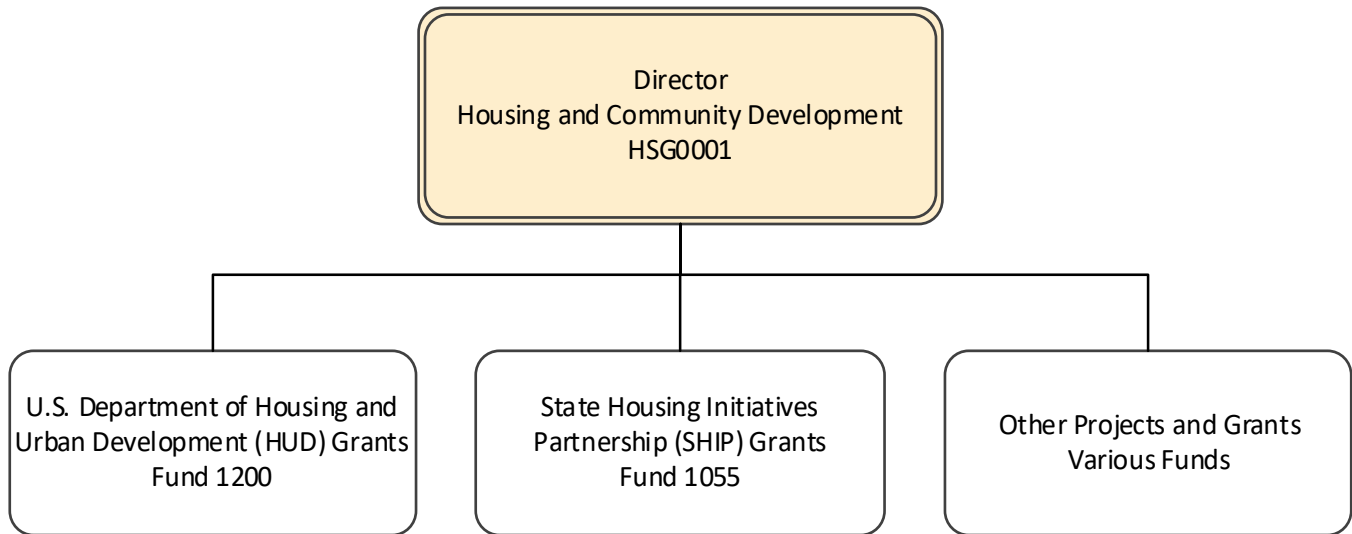 Director
Housing and Community Development
HSG0001
U.S. Department of Housing and
Urban Development (HUD) Grants
Fund 1200
State Housing Initiatives
Partnership (SHIP) Grants
Fund 1055
Other Projects and Grants
Various Funds